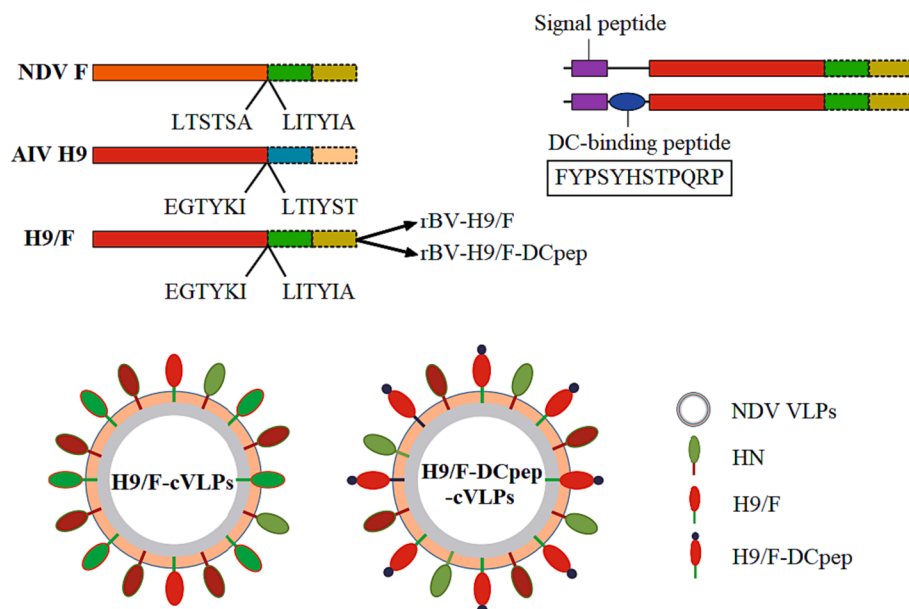 Signal peptide
NDV F
LTSTSA
LITYIA
AIV H9
DC-binding peptide
FYPSYHSTPQRP
EGTYKI
LTIYST
rBV-H9/F
H9/F
rBV-H9/F-DCpep
EGTYKI
LITYIA
H9/F-cVLPs
H9/F-DCpep
-cVLPs
NDV VLPs
HN
H9/F
H9/F-DCpep